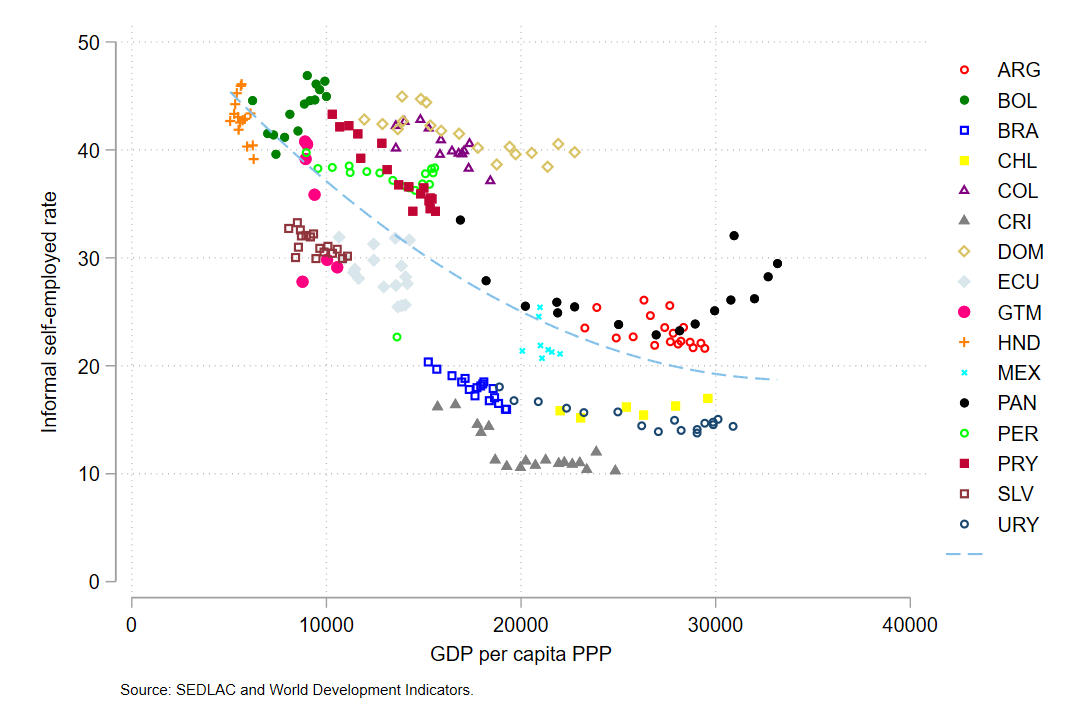 50
40
30
20
10
0
Informal self-employed rate
0 10000 20000 30000 40000
GDP per capita PPP
ARG
BOL
BRA
CHL
COL
CRI
DOM
ECU
GTM
HND
MEX
PAN
PER
PRY
SLV
URY
Source: SEDLAC and World Development Indicators.